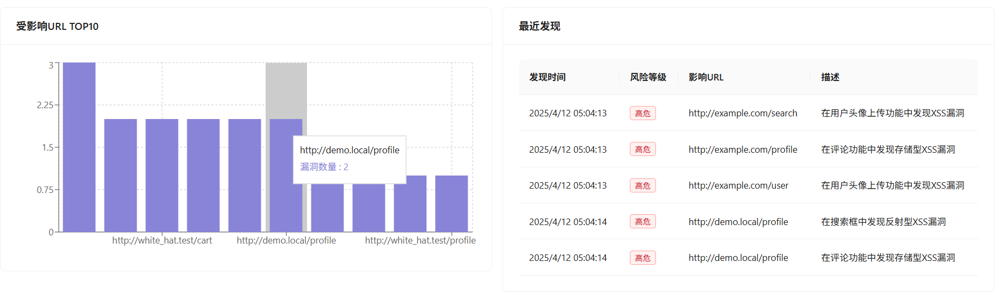 受影响URL TOP10
3
2.25
1.5
0.75
0
http://demo.local/profile
漏洞数量 : 2
http://white_hat.test/cart
http://demo.local/profile
http://white_hat.test/profile
最近发现
发现时间 风险等级 影响URL 描述
2025/4/12 05:04:13 高危 http://example.com/search 在用户头像上传功能中发现XSS漏洞
2025/4/12 05:04:13 高危 http://example.com/profile 在评论功能中发现存储型XSS漏洞
2025/4/12 05:04:13 高危 http://example.com/user 在用户头像上传功能中发现XSS漏洞
2025/4/12 05:04:14 高危 http://demo.local/profile 在搜索框中发现反射型XSS漏洞
2025/4/12 05:04:14 高危 http://demo.local/profile 在评论功能中发现存储型XSS漏洞